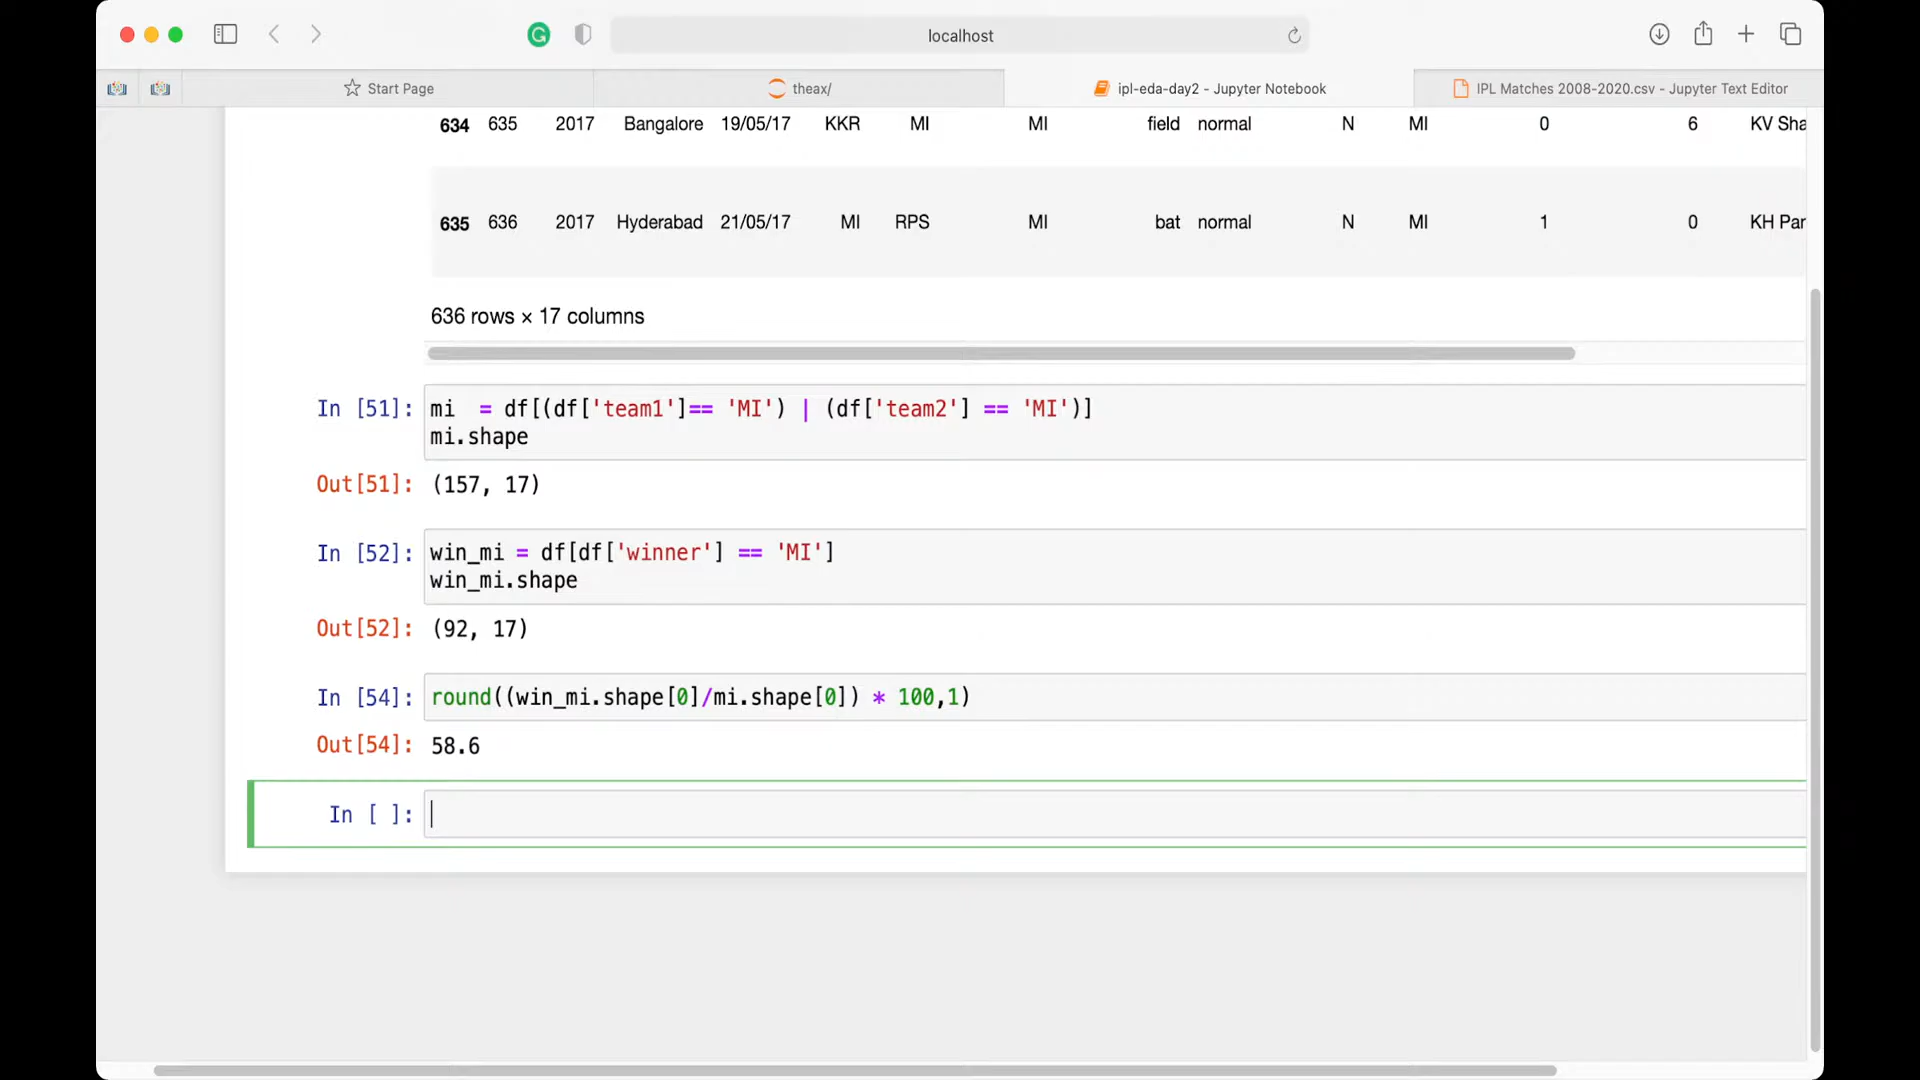 localhost
Start Page
theax/
ipl-eda-day2 - Jupyter Notebook
IPL Matches 2008-2020.csv - Jupyter Text Editor
634 635 2017 Bangalore 19/05/17 KKR MI MI field normal N MI 0 6 KV Sha
635 636 2017 Hyderabad 21/05/17 MI RPS MI bat normal N MI 1 0 KH Par
636 rows × 17 columns
In [51]: mi  = df[(df['team1']== 'MI') | (df['team2'] == 'MI')]
mi.shape
Out[51]: (157, 17)
In [52]: win_mi = df[df['winner'] == 'MI']
win_mi.shape
Out[52]: (92, 17)
In [54]: round((win_mi.shape[0]/mi.shape[0]) * 100,1)
Out[54]: 58.6
In [ ]: